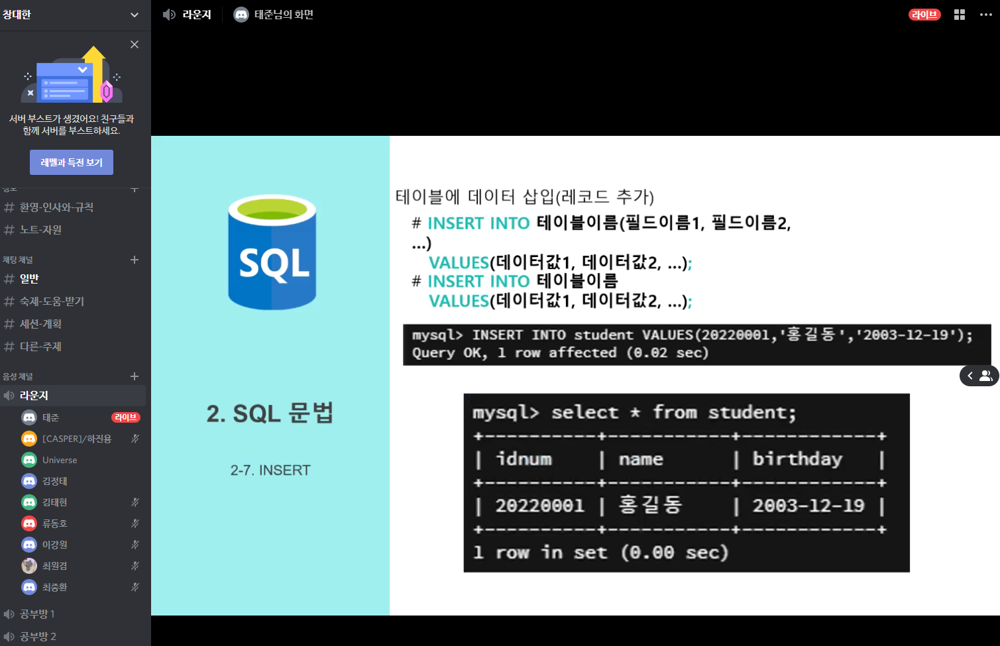 창대한
라운지
태준님의 화면
라이브
서버 부스트가 생겼어요! 친구들과
함께 서버를 부스트하세요.
레벨과 특전 보기
환영-인사와-규칙
노트-자원
채팅 채널
일반
숙제-도움-받기
세션-계획
다른-주제
음성 채널
라운지
태준
라이브
[CASPER]/하진용
Universe
김정태
김태현
류동호
이강원
최원겸
최중환
공부방 1
공부방 2
SQL
2. SQL 문법
2-7. INSERT
테이블에 데이터 삽입(레코드 추가)
# INSERT INTO 테이블이름(필드이름1, 필드이름2,
...)
VALUES(데이터값1, 데이터값2, ...);
# INSERT INTO 테이블이름
VALUES(데이터값1, 데이터값2, ...);
mysql> INSERT INTO student VALUES(20220001,'홍길동','2003-12-19');
Query OK, 1 row affected (0.02 sec)
mysql> select * from student;
+----------+----------+------------+
| idnum | name | birthday |
+----------+----------+------------+
| 20220001 | 홍길동 | 2003-12-19 |
+----------+----------+------------+
1 row in set (0.00 sec)